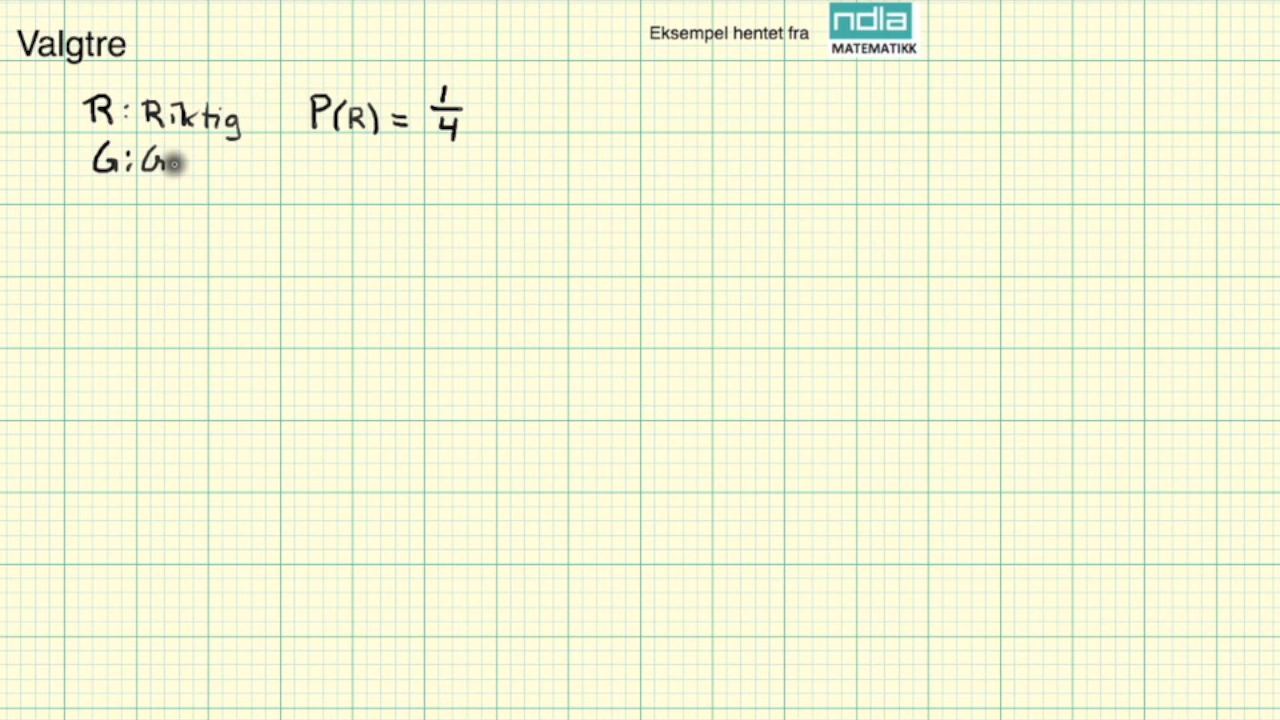 Valgtre
Eksempel hentet fra
ndla
MATEMATIKK
R: Riktig P(R) = 1/4
G: G